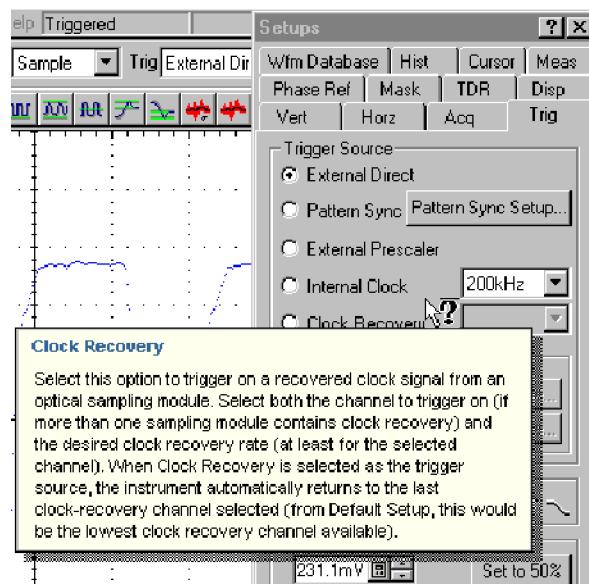 elp Triggered
Setups
Sample Trig External Dir
Wfm Database Hist Cursor Meas
Phase Ref Mask TDR Disp
Vert Horz Acq Trig
Trigger Source
External Direct
Pattern Sync Pattern Sync Setup...
External Prescaler
Internal Clock 200kHz
Clock Recovery
Clock Recovery
Select this option to trigger on a recovered clock signal from an
optical sampling module. Select both the channel to trigger on (if
more than one sampling module contains clock recovery) and
the desired clock recovery rate (at least for the selected
channel). When Clock Recovery is selected as the trigger
source, the instrument automatically returns to the last
clock-recovery channel selected (from Default Setup, this would
be the lowest clock recovery channel available).
...
...
231.1mV Set to 50%